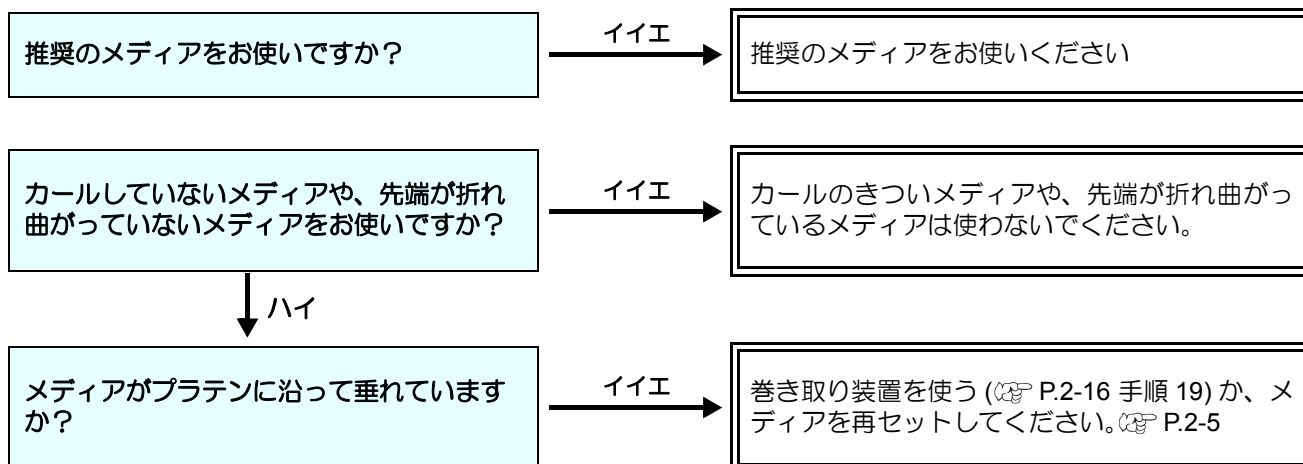 推奨のメディアをお使いですか?
イイエ
推奨のメディアをお使いください
カールしていないメディアや、先端が折れ
曲がっていないメディアをお使いですか?
イイエ
カールのきついメディアや、先端が折れ曲がっ
ているメディアは使わないでください。
ハイ
メディアがプラテンに沿って垂れています
か?
イイエ
巻き取り装置を使う (☞ P.2-16 手順 19) か、メ
ディアを再セットしてください。☞ P.2-5